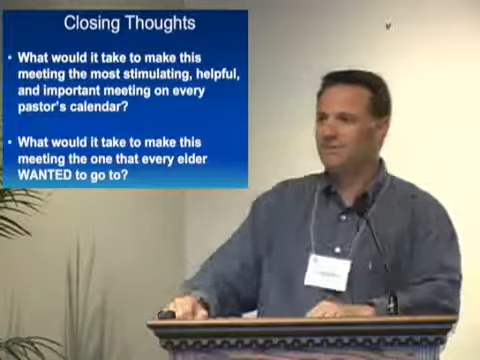 Closing Thoughts
• What would it take to make this
meeting the most stimulating, helpful,
and important meeting on every
pastor's calendar?
• What would it take to make this
meeting the one that every elder
WANTED to go to?